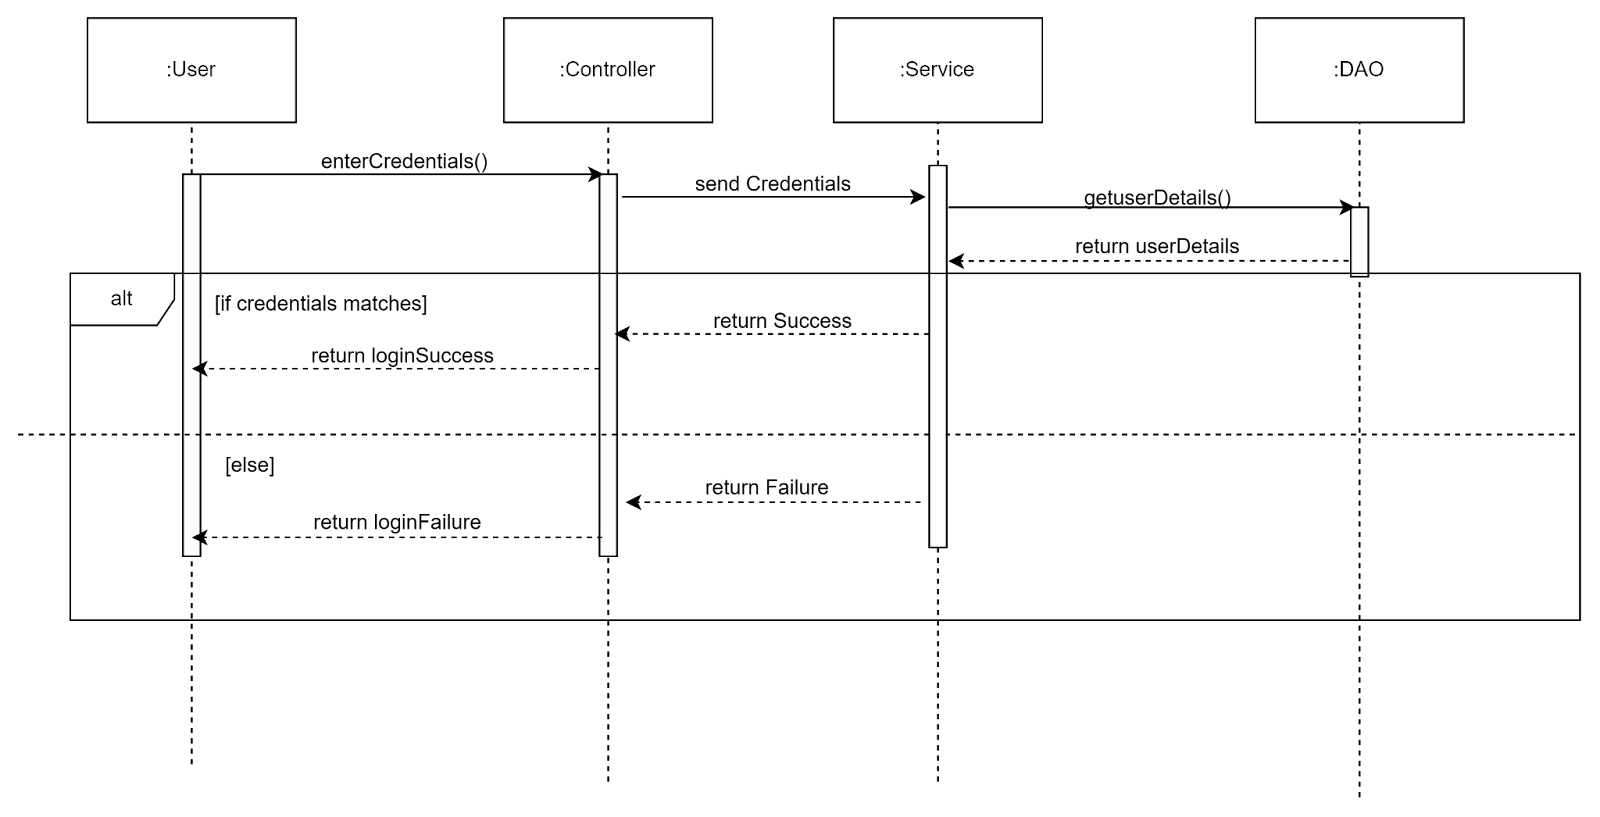 :User
:Controller
:Service
:DAO
enterCredentials()
send Credentials
getuserDetails()
return userDetails
alt
[if credentials matches]
return Success
return loginSuccess
[else]
return Failure
return loginFailure